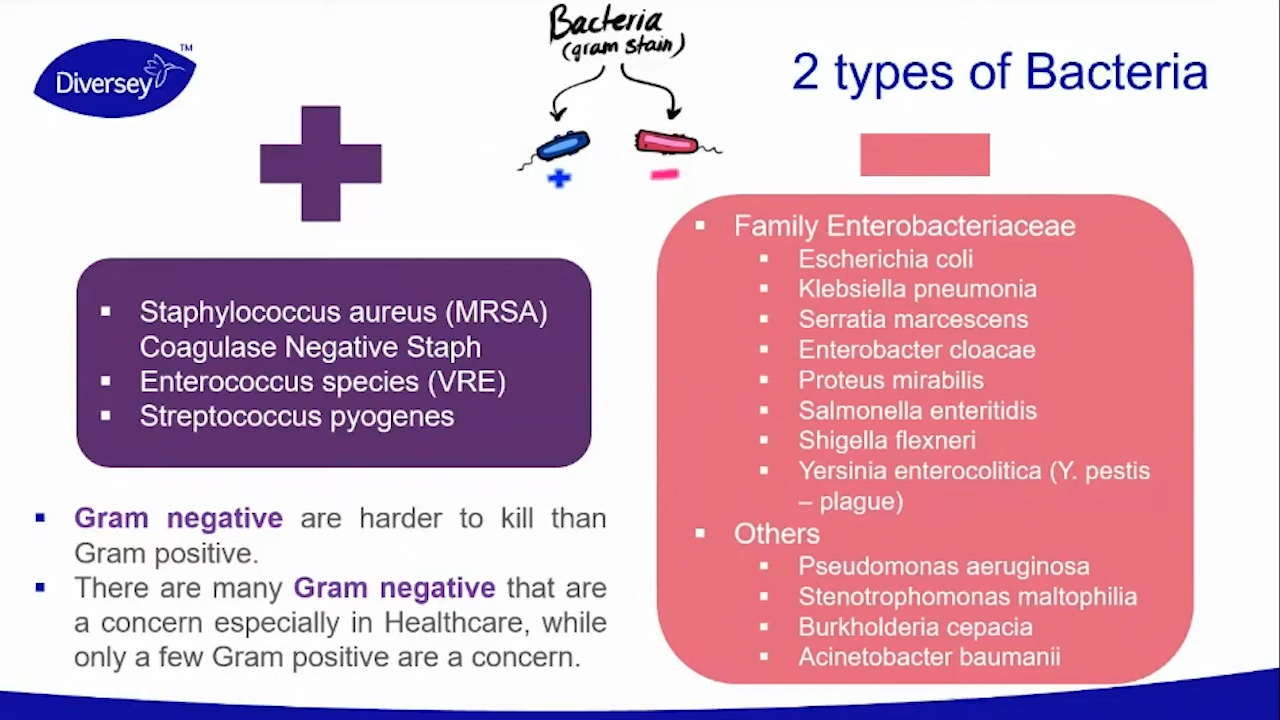 Bacteria
(gram stain)
Diversey
TM
2 types of Bacteria
▪ Staphylococcus aureus (MRSA)
Coagulase Negative Staph
▪ Enterococcus species (VRE)
▪ Streptococcus pyogenes
▪ Gram negative are harder to kill than
Gram positive.
▪ There are many Gram negative that are
a concern especially in Healthcare, while
only a few Gram positive are a concern.
▪ Family Enterobacteriaceae
▪ Escherichia coli
▪ Klebsiella pneumonia
▪ Serratia marcescens
▪ Enterobacter cloacae
▪ Proteus mirabilis
▪ Salmonella enteritidis
▪ Shigella flexneri
▪ Yersinia enterocolitica (Y. pestis
– plague)
▪ Others
▪ Pseudomonas aeruginosa
▪ Stenotrophomonas maltophilia
▪ Burkholderia cepacia
▪ Acinetobacter baumanii